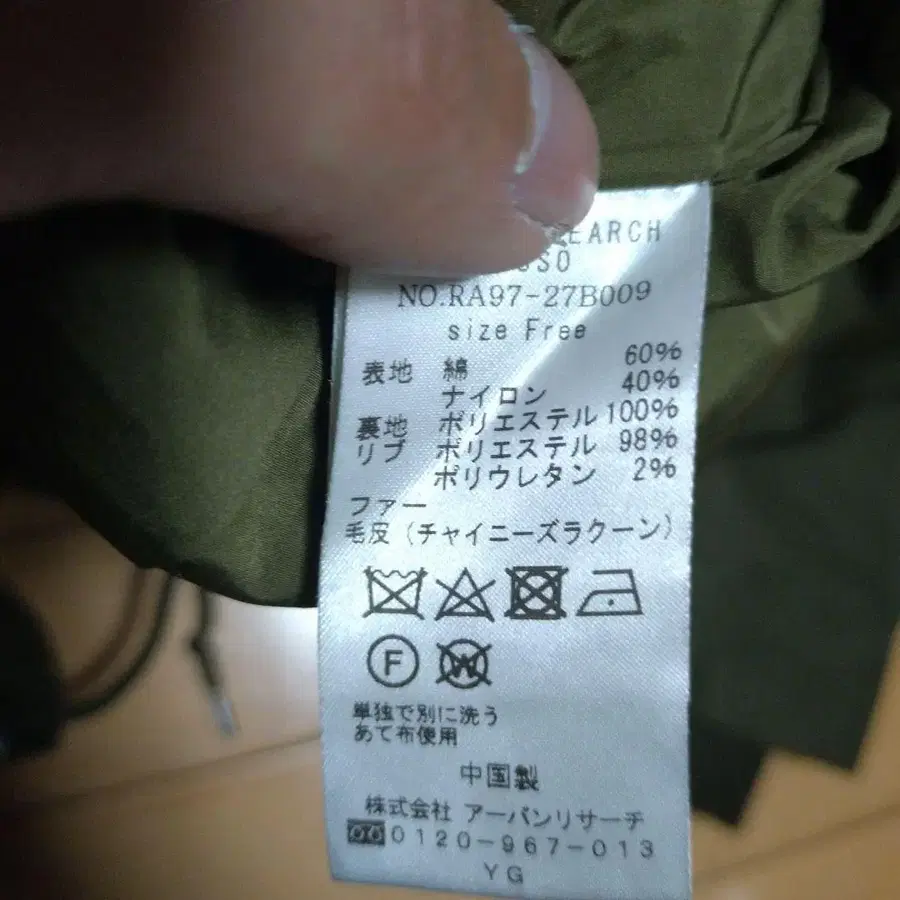 EARCH
NO.RA97-27B009
size Free
表地 綿 60%
ナイロン 40%
裏地 ポリエステル 100%
リブ ポリエステル 98%
ポリウレタン 2%
ファー
毛皮(チャイニーズラクーン)
F W
単独で別に洗う
あて布使用
中国製
株式会社 アーバンリサーチ
0120-967-013
YG